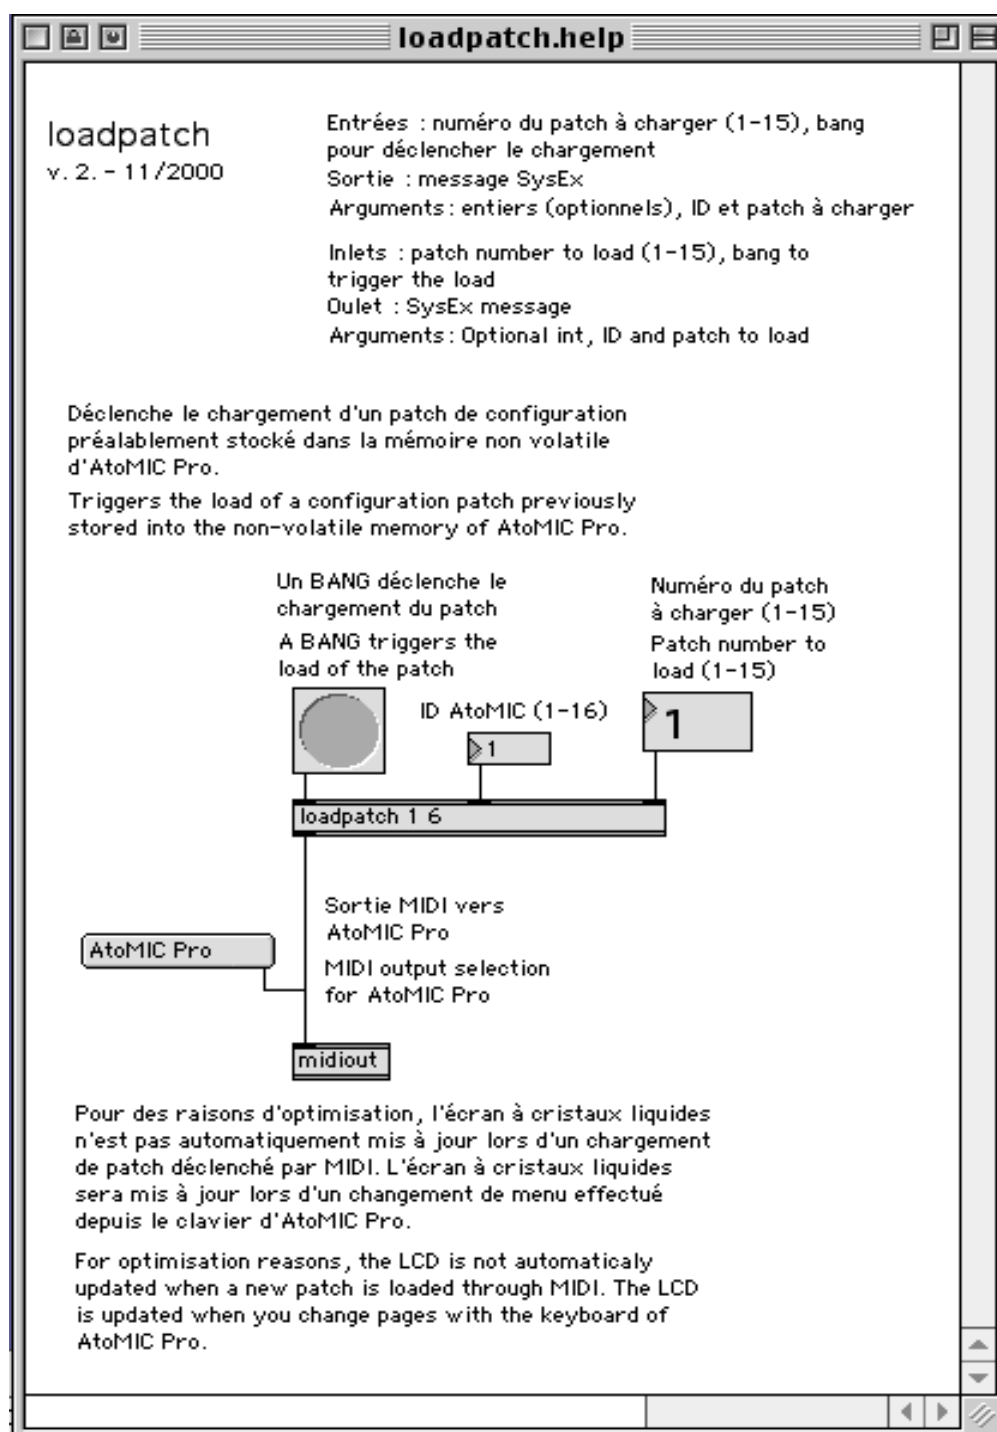 loadpatch.help
loadpatch
v. 2. - 11/2000
Entrées : numéro du patch à charger (1-15), bang
pour déclencher le chargement
Sortie : message SysEx
Arguments: entiers (optionnels), ID et patch à charger
Inlets : patch number to load (1-15), bang to
trigger the load
Oulet : SysEx message
Arguments: Optional int, ID and patch to load
Déclenche le chargement d'un patch de configuration
préalablement stocké dans la mémoire non volatile
d'AtoMIC Pro.
Triggers the load of a configuration patch previously
stored into the non-volatile memory of AtoMIC Pro.
Un BANG déclenche le
chargement du patch
A BANG triggers the
load of the patch
Numéro du patch
à charger (1-15)
Patch number to
load (1-15)
ID AtoMIC (1-16)
1
1
loadpatch 1 6
Sortie MIDI vers
AtoMIC Pro
AtoMIC Pro
MIDI output selection
for AtoMIC Pro
midiout
Pour des raisons d'optimisation, l'écran à cristaux liquides
n'est pas automatiquement mis à jour lors d'un chargement
de patch déclenché par MIDI. L'écran à cristaux liquides
sera mis à jour lors d'un changement de menu effectué
depuis le clavier d'AtoMIC Pro.
For optimisation reasons, the LCD is not automaticaly
updated when a new patch is loaded through MIDI. The LCD
is updated when you change pages with the keyboard of
AtoMIC Pro.